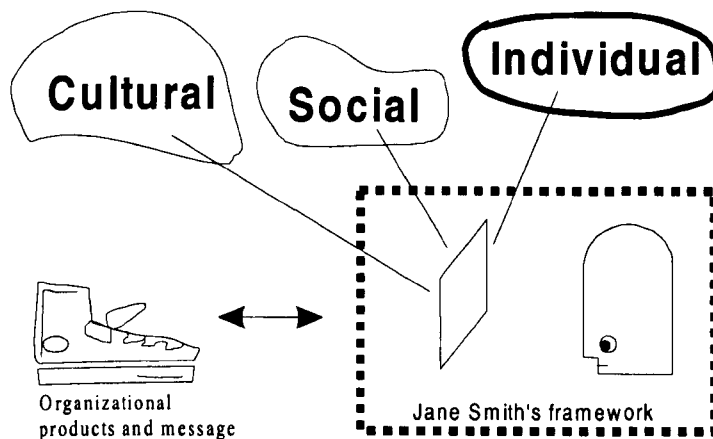 Cultural
Social
Individual
Organizational
products and message
Jane Smith's framework